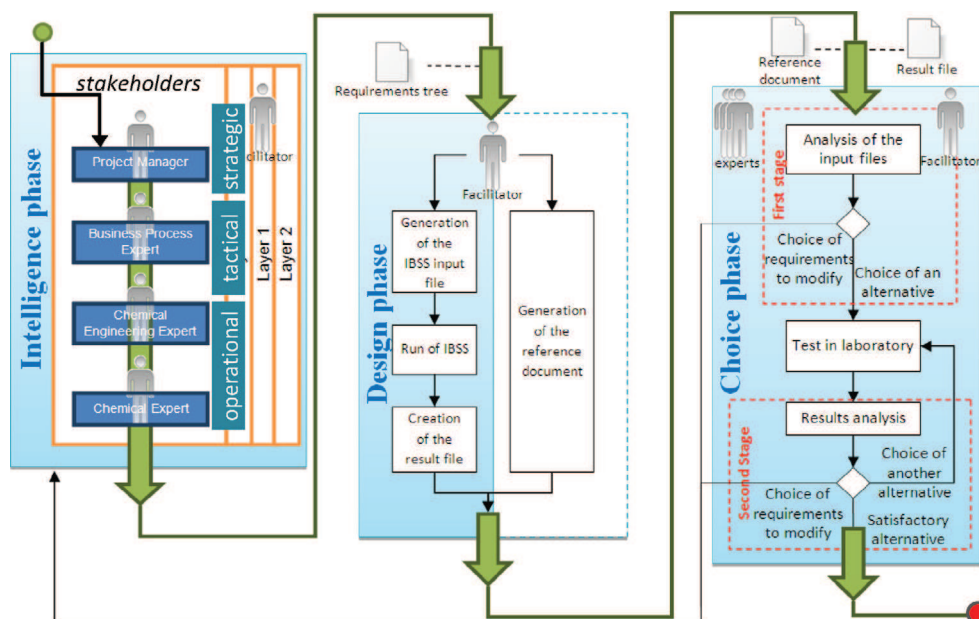 Intelligence phase
stakeholders
Project Manager
Business Process
Expert
Chemical
Engineering Expert
Chemical Expert
strategic
tactical
operational
cilitator
Layer 1
Layer 2
Requirements tree
Design phase
Facilitator
Generation
of the
IBSS input
file
Run of IBSS
Creation
of the
result file
Generation
of the
reference
document
Reference
document
Result file
Choice phase
experts
Facilitator
First stage
Analysis of the
input files
Choice of
requirements
to modify
Choice of an
alternative
Test in laboratory
Second Stage
Results analysis
Choice of
another
alternative
Choice of
requirements
to modify
Satisfactory
alternative